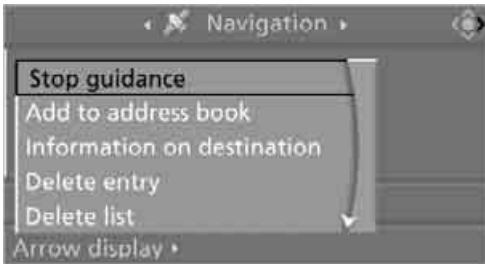 Navigation
Stop guidance
Add to address book
Information on destination
Delete entry
Delete list
Arrow display